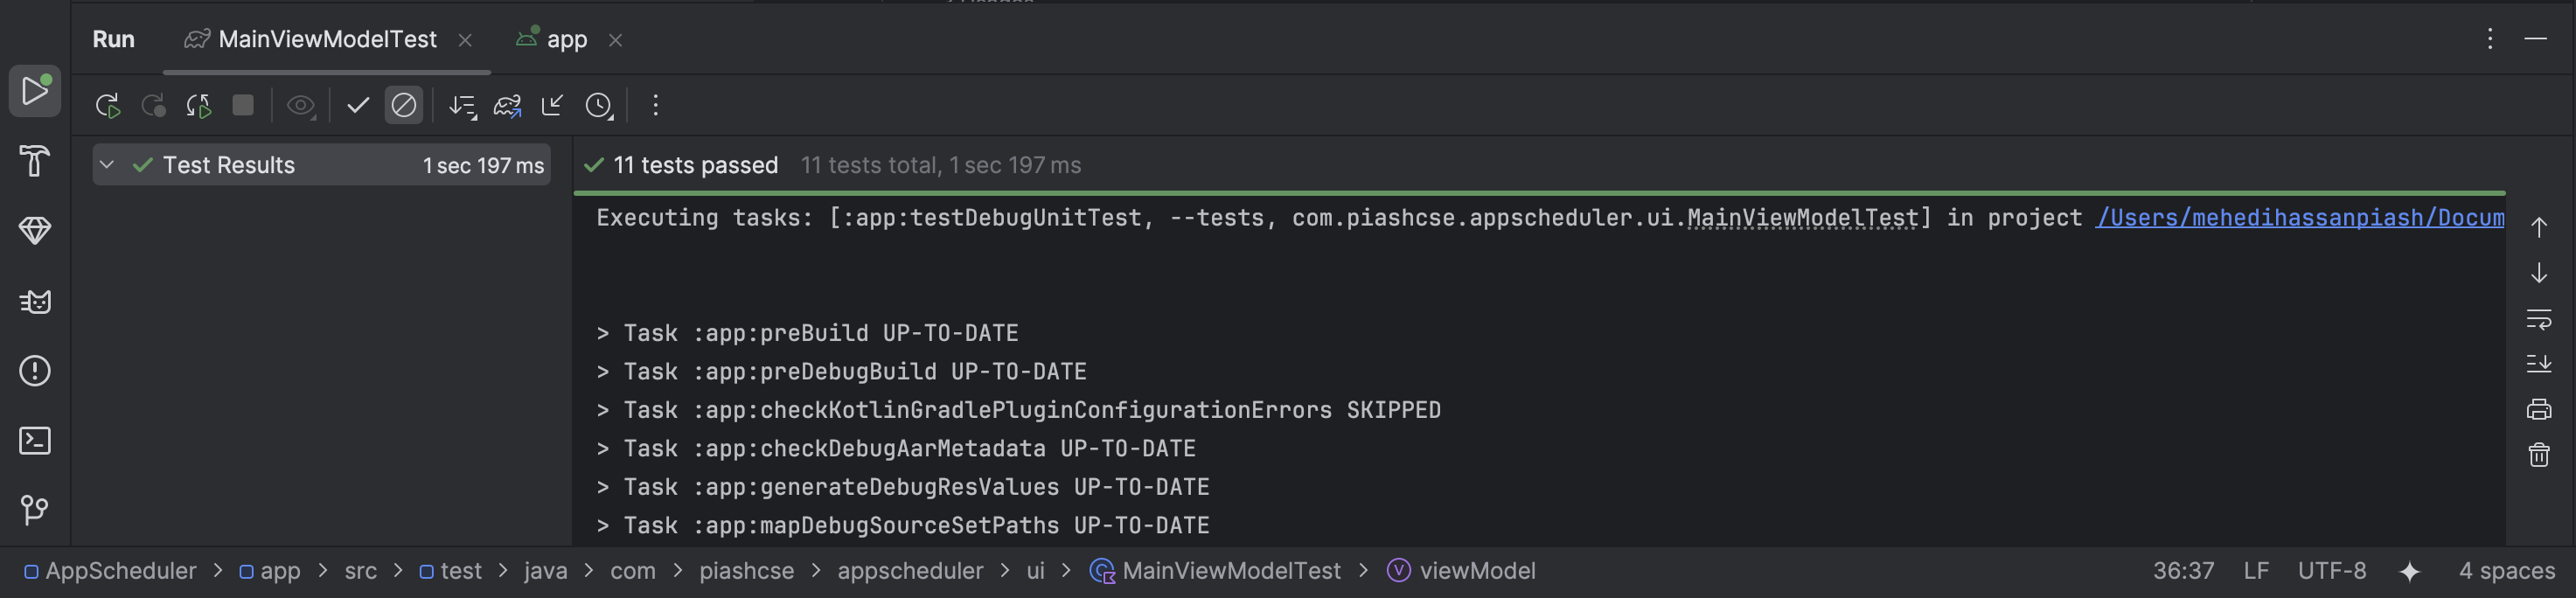 Run MainViewModelTest app
Test Results 1 sec 197 ms
11 tests passed 11 tests total, 1 sec 197 ms
Executing tasks: [:app:testDebugUnitTest, --tests, com.piashcse.appscheduler.ui.MainViewModelTest] in project /Users/mehedihassanpiash/Docum
> Task :app:preBuild UP-TO-DATE
> Task :app:preDebugBuild UP-TO-DATE
> Task :app:checkKotlinGradlePluginConfigurationErrors SKIPPED
> Task :app:checkDebugAarMetadata UP-TO-DATE
> Task :app:generateDebugResValues UP-TO-DATE
> Task :app:mapDebugSourceSetPaths UP-TO-DATE
AppScheduler > app > src > test > java > com > piashcse > appscheduler > ui > MainViewModelTest > viewModel 36:37 LF UTF-8 4 spaces